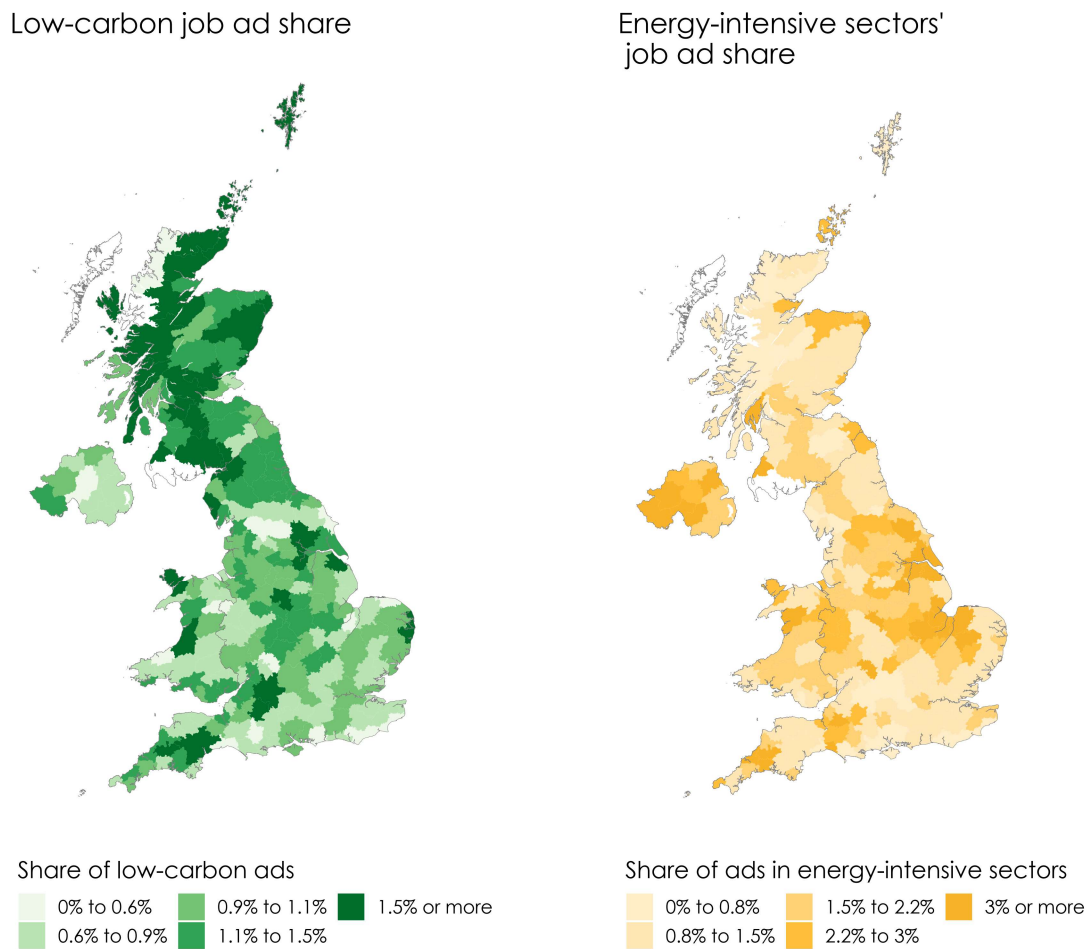 Low-carbon job ad share
Energy-intensive sectors'
job ad share
Share of low-carbon ads
0% to 0.6%
0.9% to 1.1%
1.5% or more
0.6% to 0.9%
1.1% to 1.5%
Share of ads in energy-intensive sectors
0% to 0.8%
1.5% to 2.2%
3% or more
0.8% to 1.5%
2.2% to 3%